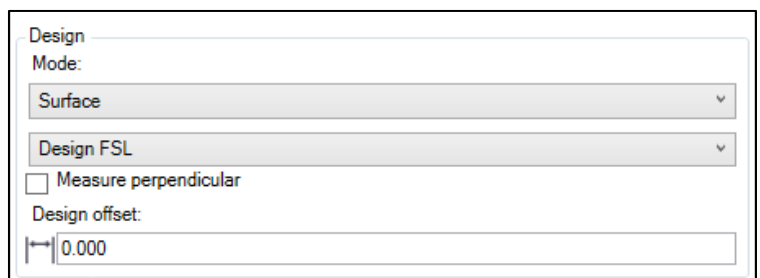 Design
Mode:
Surface
Design FSL
Measure perpendicular
Design offset:
0.000